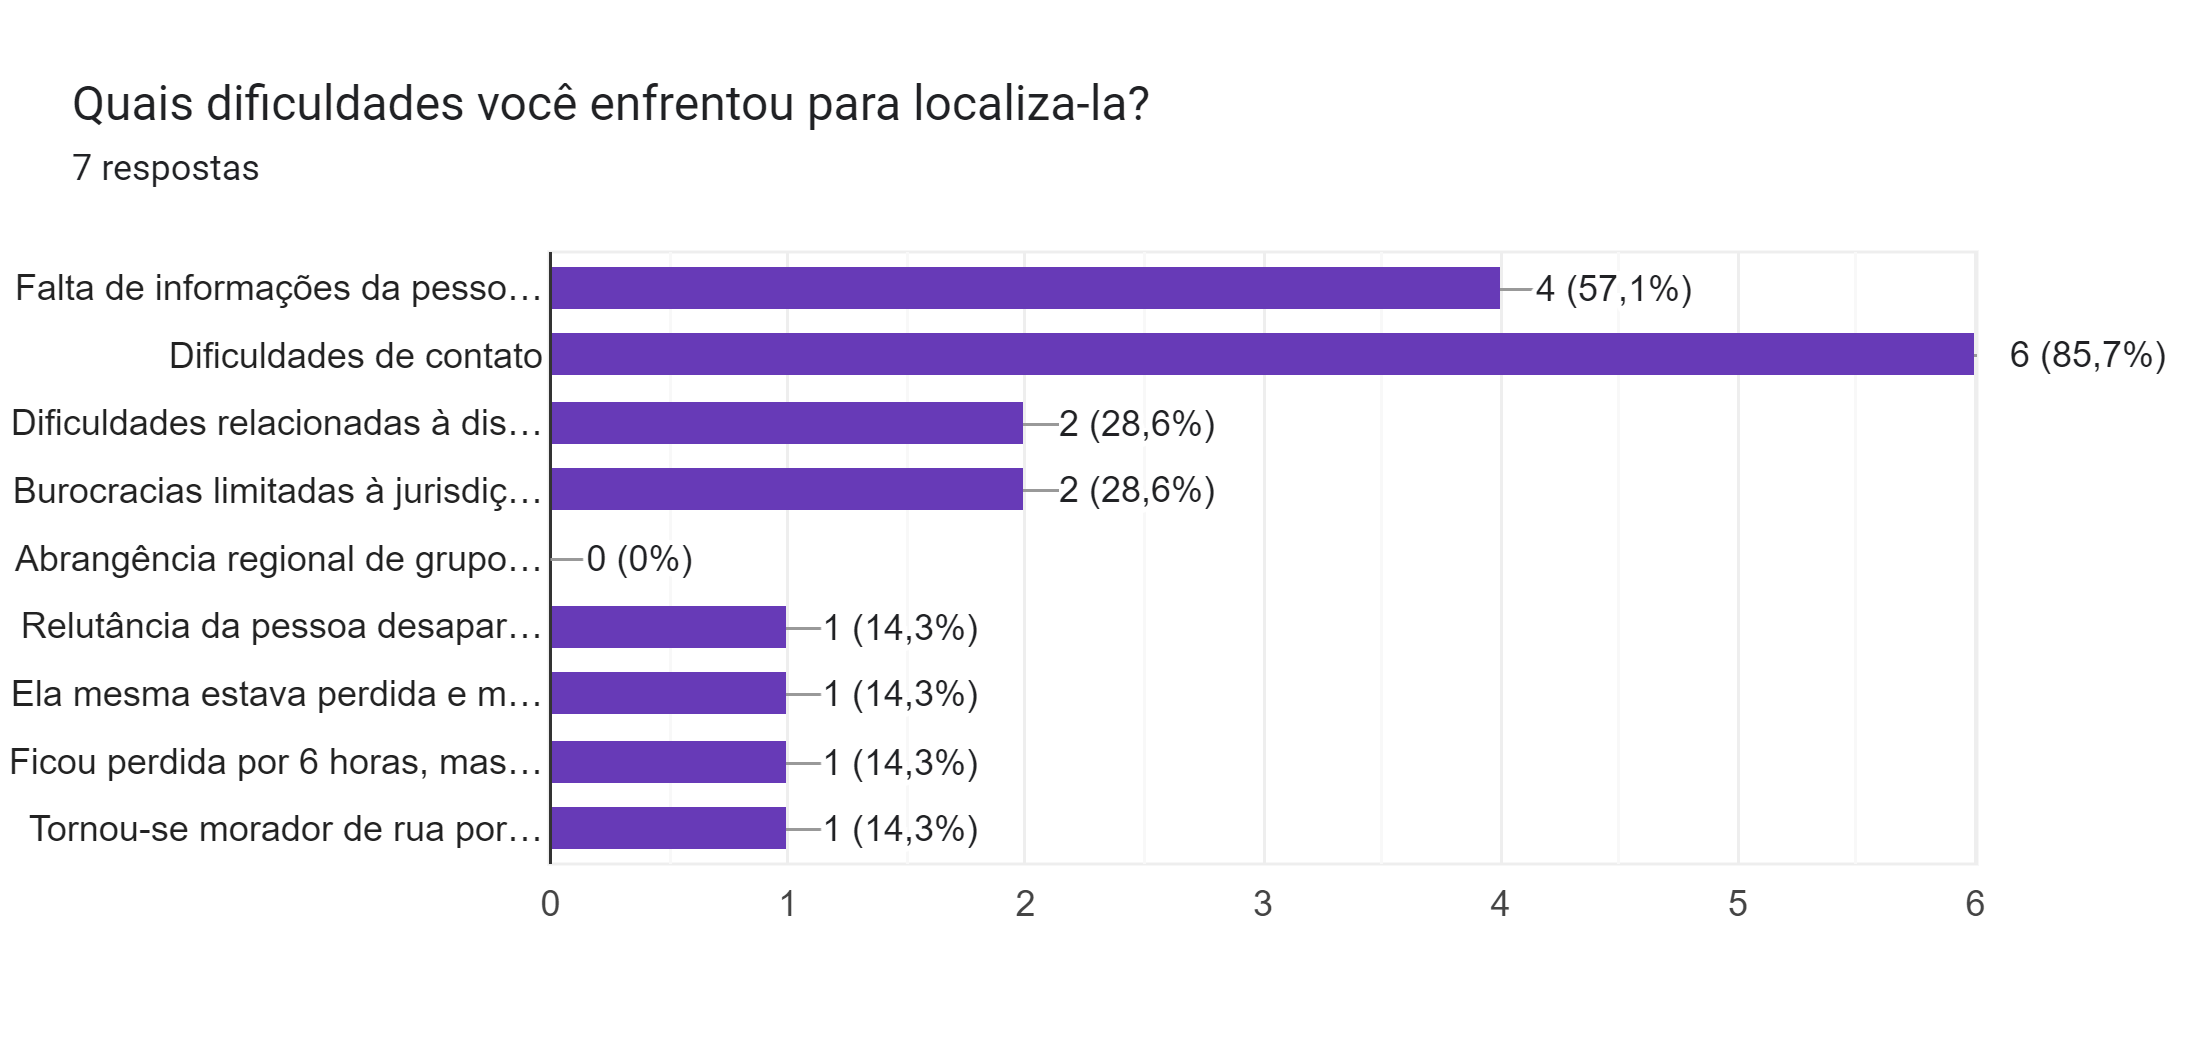 Quais dificuldades você enfrentou para localiza-la?
7 respostas
Falta de informações da pesso… 4 (57,1%)
Dificuldades de contato 6 (85,7%)
Dificuldades relacionadas à dis… 2 (28,6%)
Burocracias limitadas à jurisdiç… 2 (28,6%)
Abrangência regional de grupo… 0 (0%)
Relutância da pessoa desapar… 1 (14,3%)
Ela mesma estava perdida e m… 1 (14,3%)
Ficou perdida por 6 horas, mas… 1 (14,3%)
Tornou-se morador de rua por… 1 (14,3%)
0 1 2 3 4 5 6